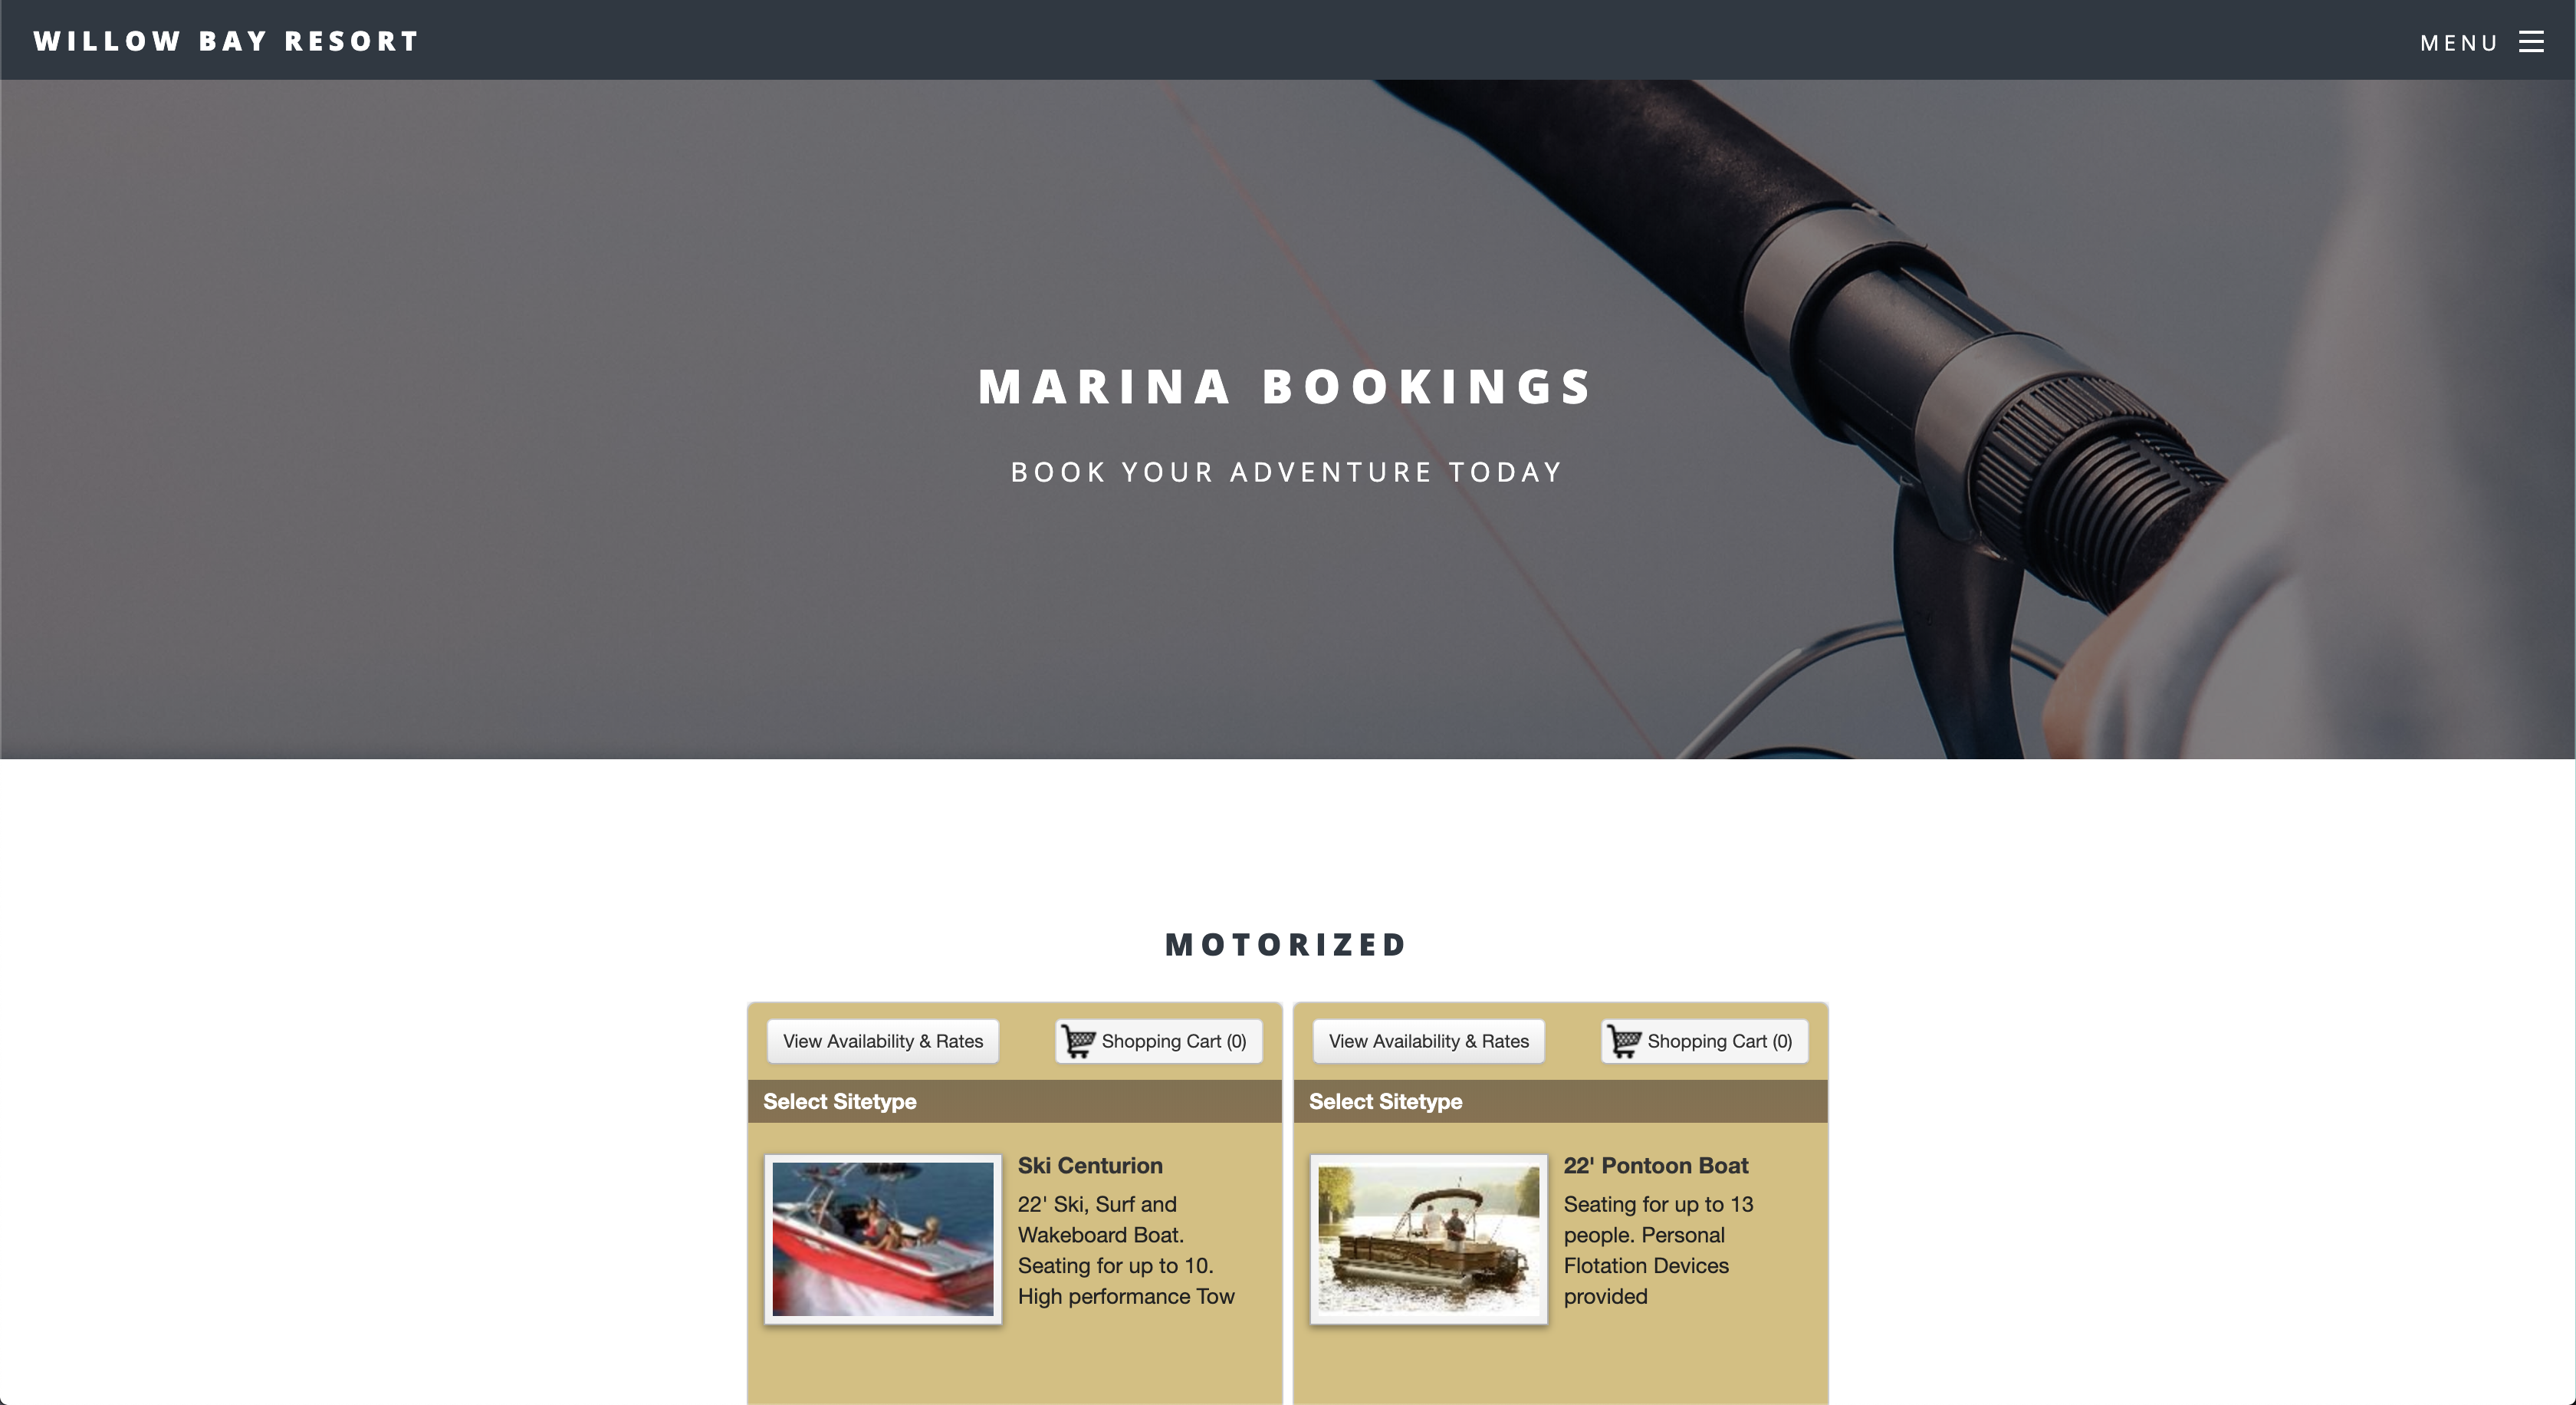 WILLOW BAY RESORT
MENU
MARINA BOOKINGS
BOOK YOUR ADVENTURE TODAY
MOTORIZED
View Availability & Rates
Shopping Cart (0)
Select Sitetype
Ski Centurion
22' Ski, Surf and
Wakeboard Boat.
Seating for up to 10.
High performance Tow
View Availability & Rates
Shopping Cart (0)
Select Sitetype
22' Pontoon Boat
Seating for up to 13
people. Personal
Flotation Devices
provided